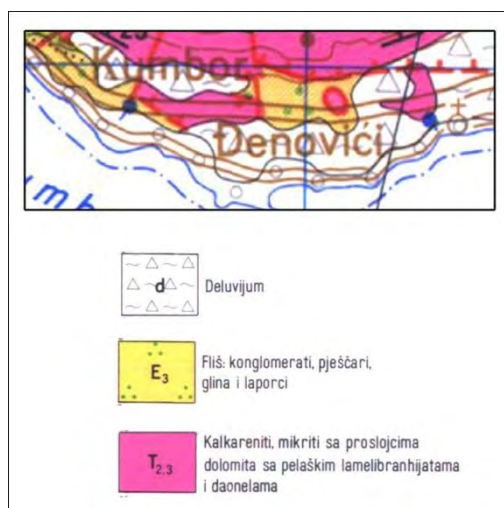 Kumbor
Đenovići
d
Deluvijum
E3
Fliš: konglomerati, pješčari,
glina i laporci
T2,3
Kalkareniti, mikriti sa proslojcima
dolomita sa pelaškim lamelibranhijatama
i daonelama